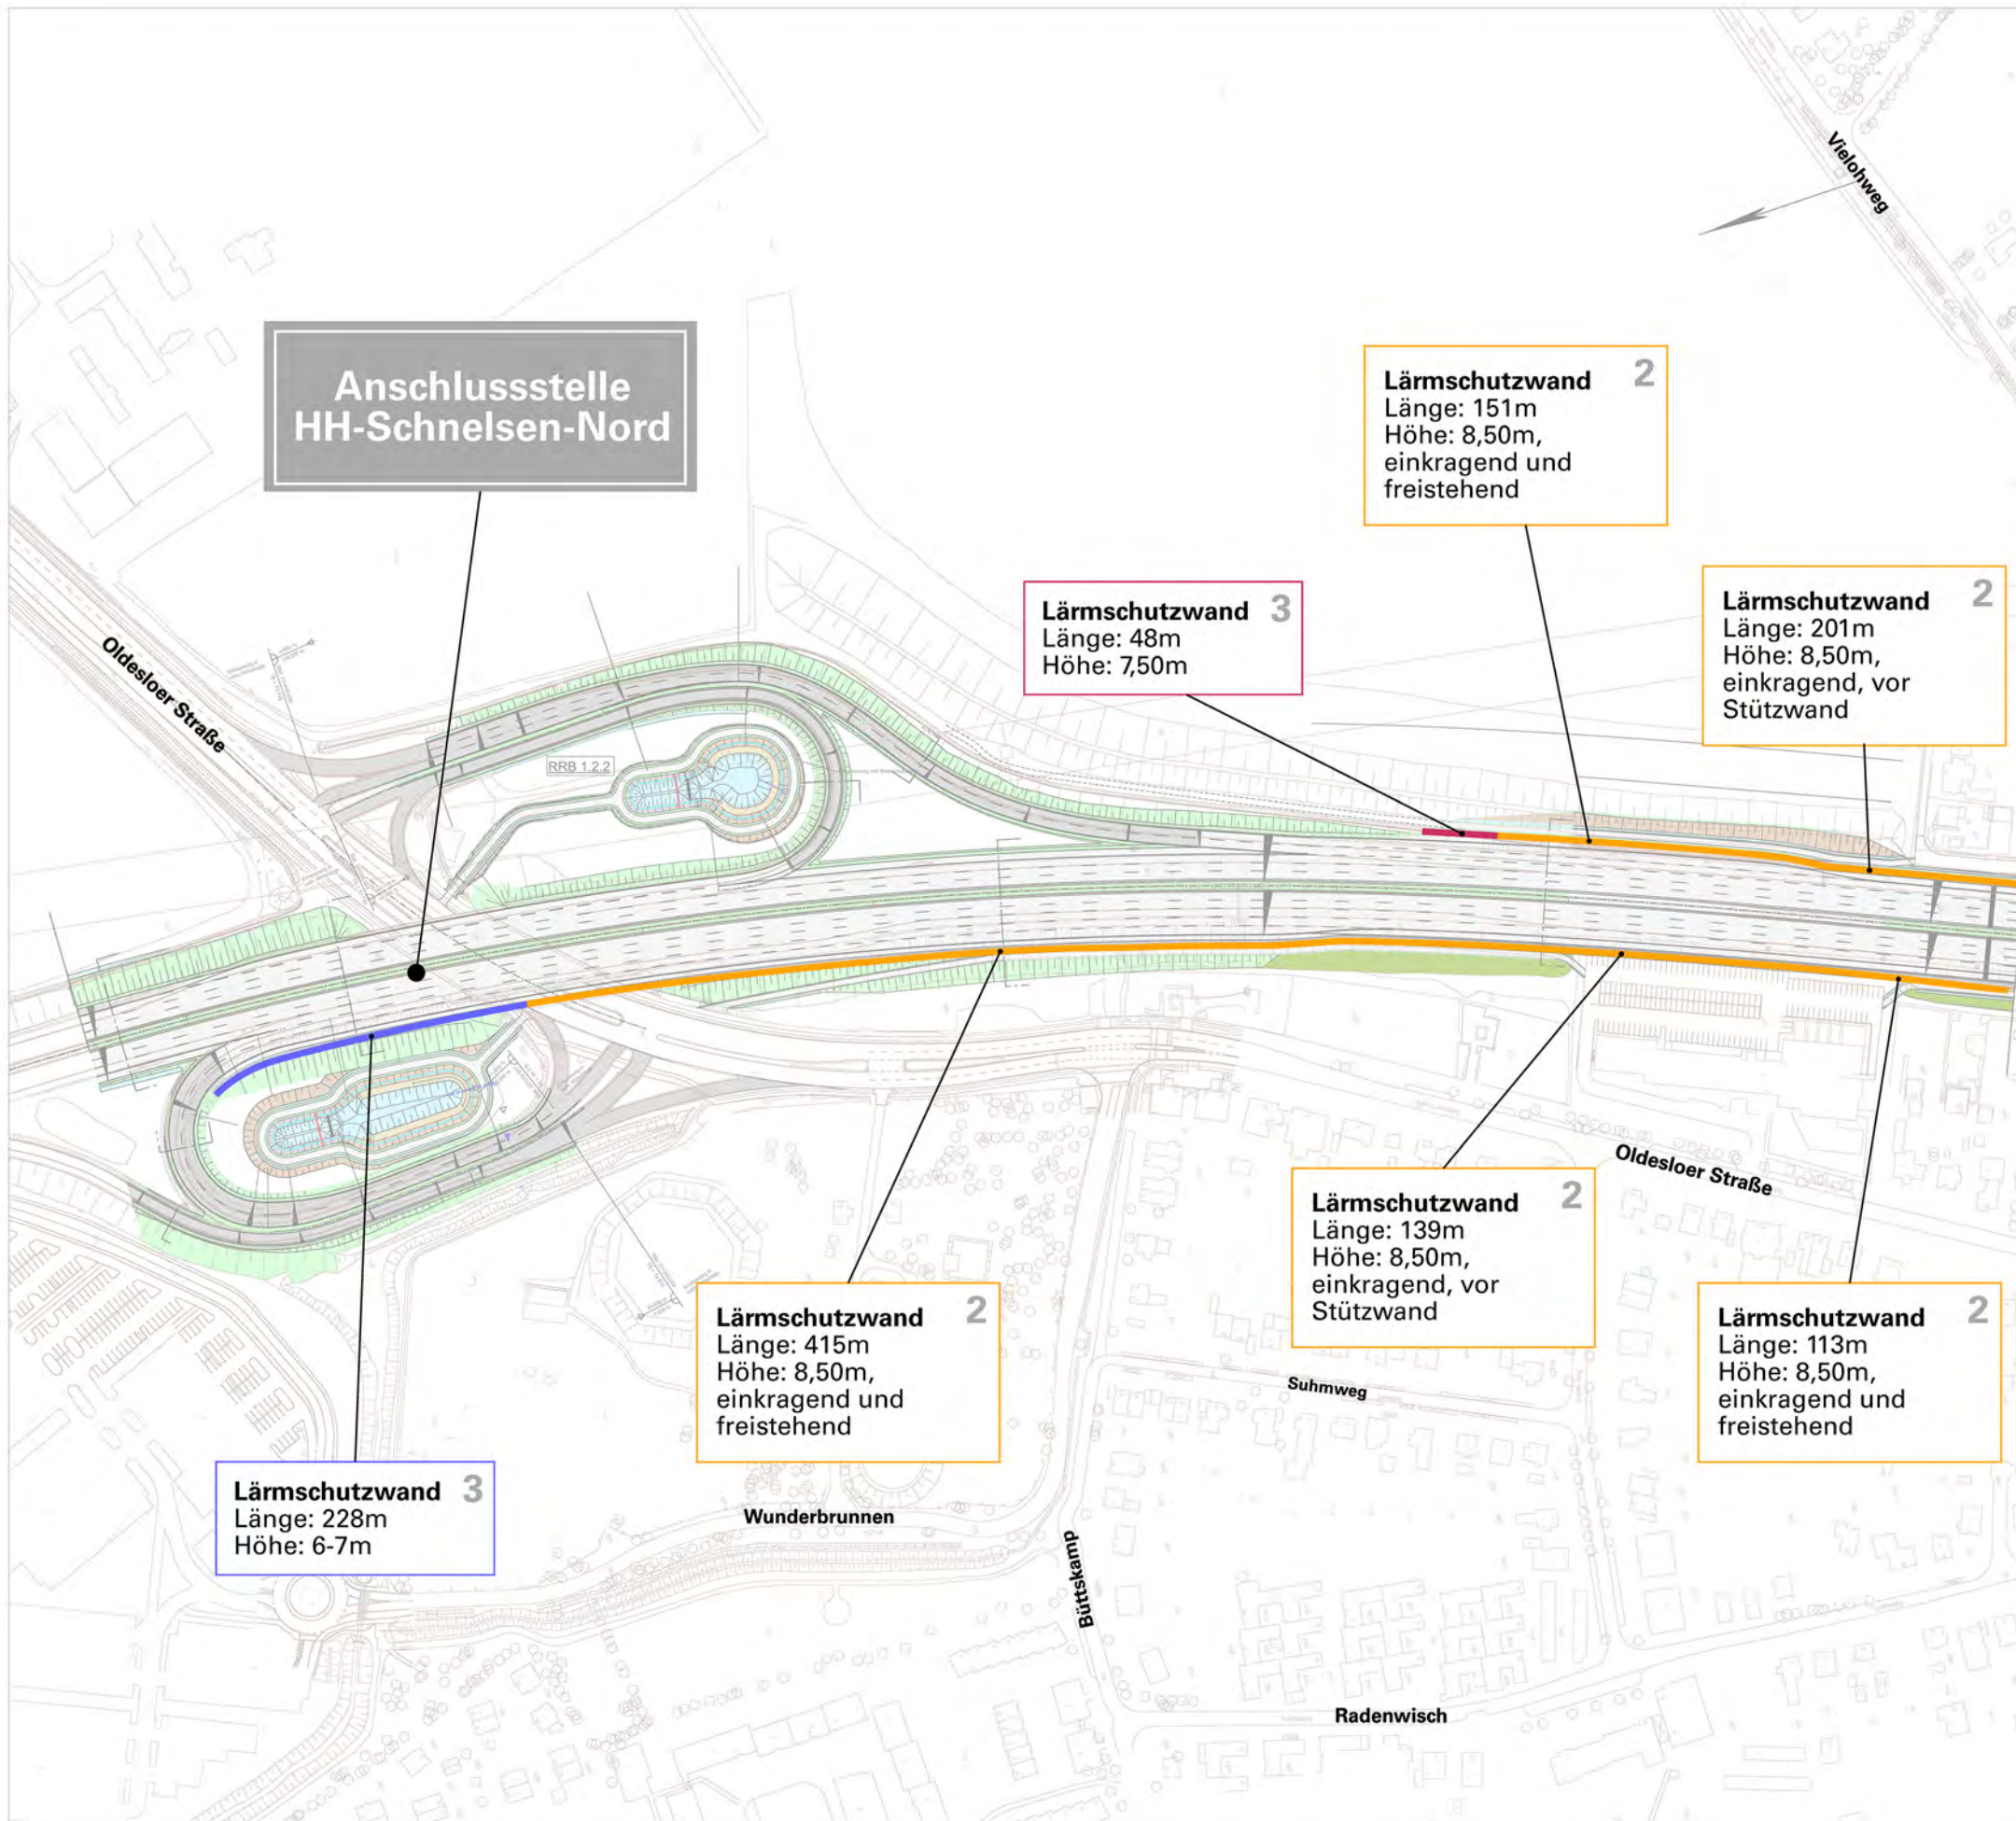 Vielohweg
Anschlussstelle
HH-Schnelsen-Nord
Lärmschutzwand 2
Länge: 151m
Höhe: 8,50m,
einkragend und
freistehend
Lärmschutzwand 3
Länge: 48m
Höhe: 7,50m
Lärmschutzwand 2
Länge: 201m
Höhe: 8,50m,
einkragend, vor
Stützwand
Oldesloer Straße
RRB 1.2.2
Oldesloer Straße
Lärmschutzwand 2
Länge: 139m
Höhe: 8,50m,
einkragend, vor
Stützwand
Lärmschutzwand 2
Länge: 415m
Höhe: 8,50m,
einkragend und
freistehend
Lärmschutzwand 2
Länge: 113m
Höhe: 8,50m,
einkragend und
freistehend
Suhmweg
Lärmschutzwand 3
Länge: 228m
Höhe: 6-7m
Wunderbrunnen
Büttskamp
Radenwisch